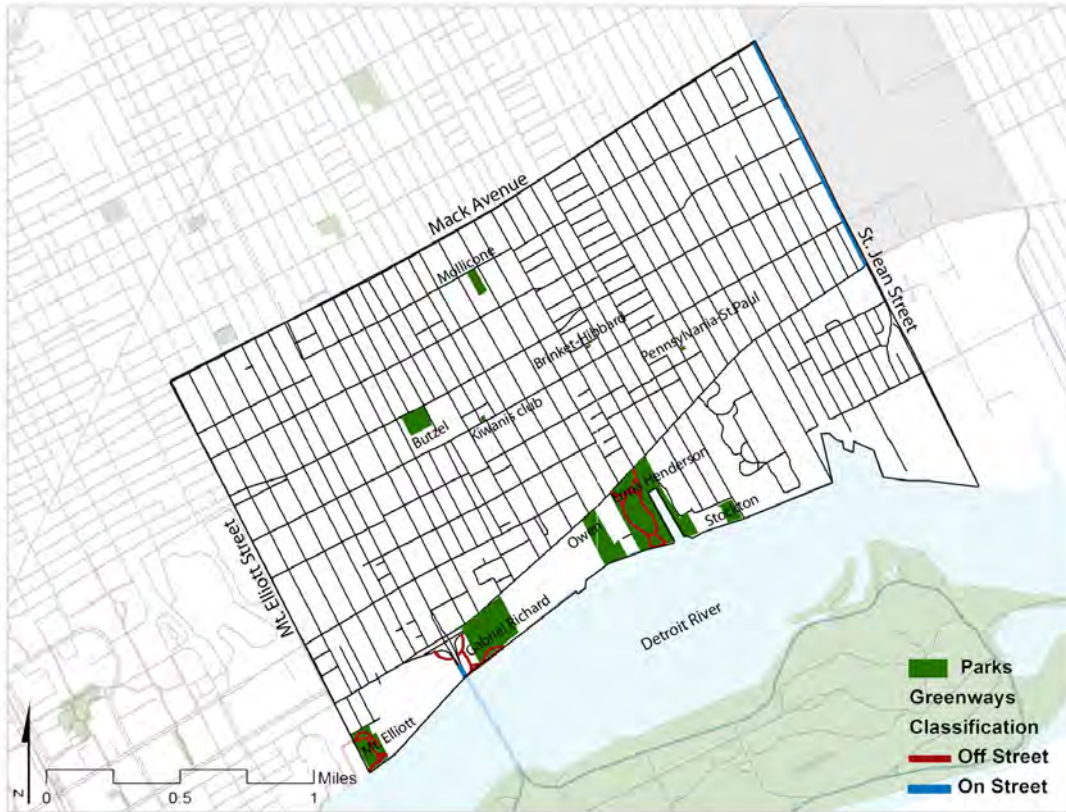 Mack Avenue
Mollicone
St. Jean Street
Brinket-Hibbard
Pennsylvania-St.Paul
Butzel
Kiwanis club
Mt. Elliott Street
Erma Henderson
Owen
Stockton
Gabriel Richard
Detroit River
Mt. Elliott
Parks
Greenways
Classification
Off Street
On Street
N
Miles
0 0.5 1